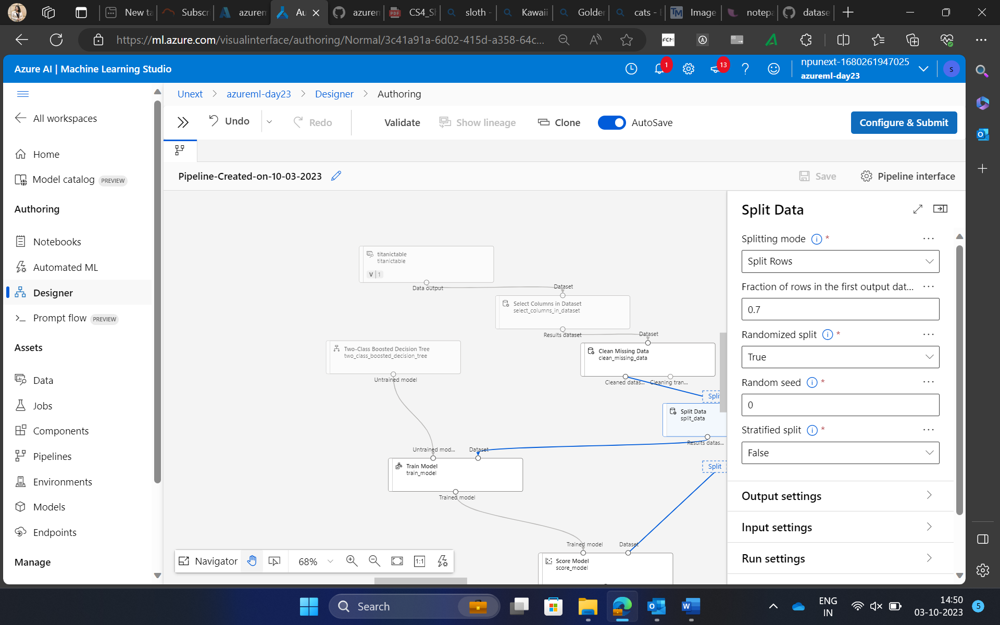 New ta
Subscri
azurem
Au
azurem
CS4_Sl
sloth -
Kawaii
Golder
cats -
Image
notepa
datase
https://ml.azure.com/visualinterface/authoring/Normal/3c41a91a-6d02-415d-a358-64c...
FCM
Azure AI | Machine Learning Studio
1
13
npunext-1680261947025
azureml-day23
S
All workspaces
Home
Model catalog PREVIEW
Authoring
Notebooks
Automated ML
Designer
Prompt flow PREVIEW
Assets
Data
Jobs
Components
Pipelines
Environments
Models
Endpoints
Manage
Unext > azureml-day23 > Designer > Authoring
Undo
Redo
Validate
Show lineage
Clone
AutoSave
Configure & Submit
Pipeline-Created-on-10-03-2023
Save
Pipeline interface
titanictable
titanictable
V | 1
Data output
Dataset
Select Columns in Dataset
select_columns_in_dataset
Results dataset
Dataset
Two-Class Boosted Decision Tree
two_class_boosted_decision_tree
Untrained model
Clean Missing Data
clean_missing_data
Cleaned datas...
Cleaning tran...
Split
Split Data
split_data
Results datas...
Untrained mod...
Dataset
Train Model
train_model
Trained model
Split
Trained model
Dataset
Score Model
score_model
Navigator
68%
1:1
Split Data
Splitting mode *
Split Rows
Fraction of rows in the first output dat...
0.7
Randomized split *
True
Random seed *
0
Stratified split *
False
Output settings
Input settings
Run settings
Search
ENG
IN
14:50
03-10-2023
5